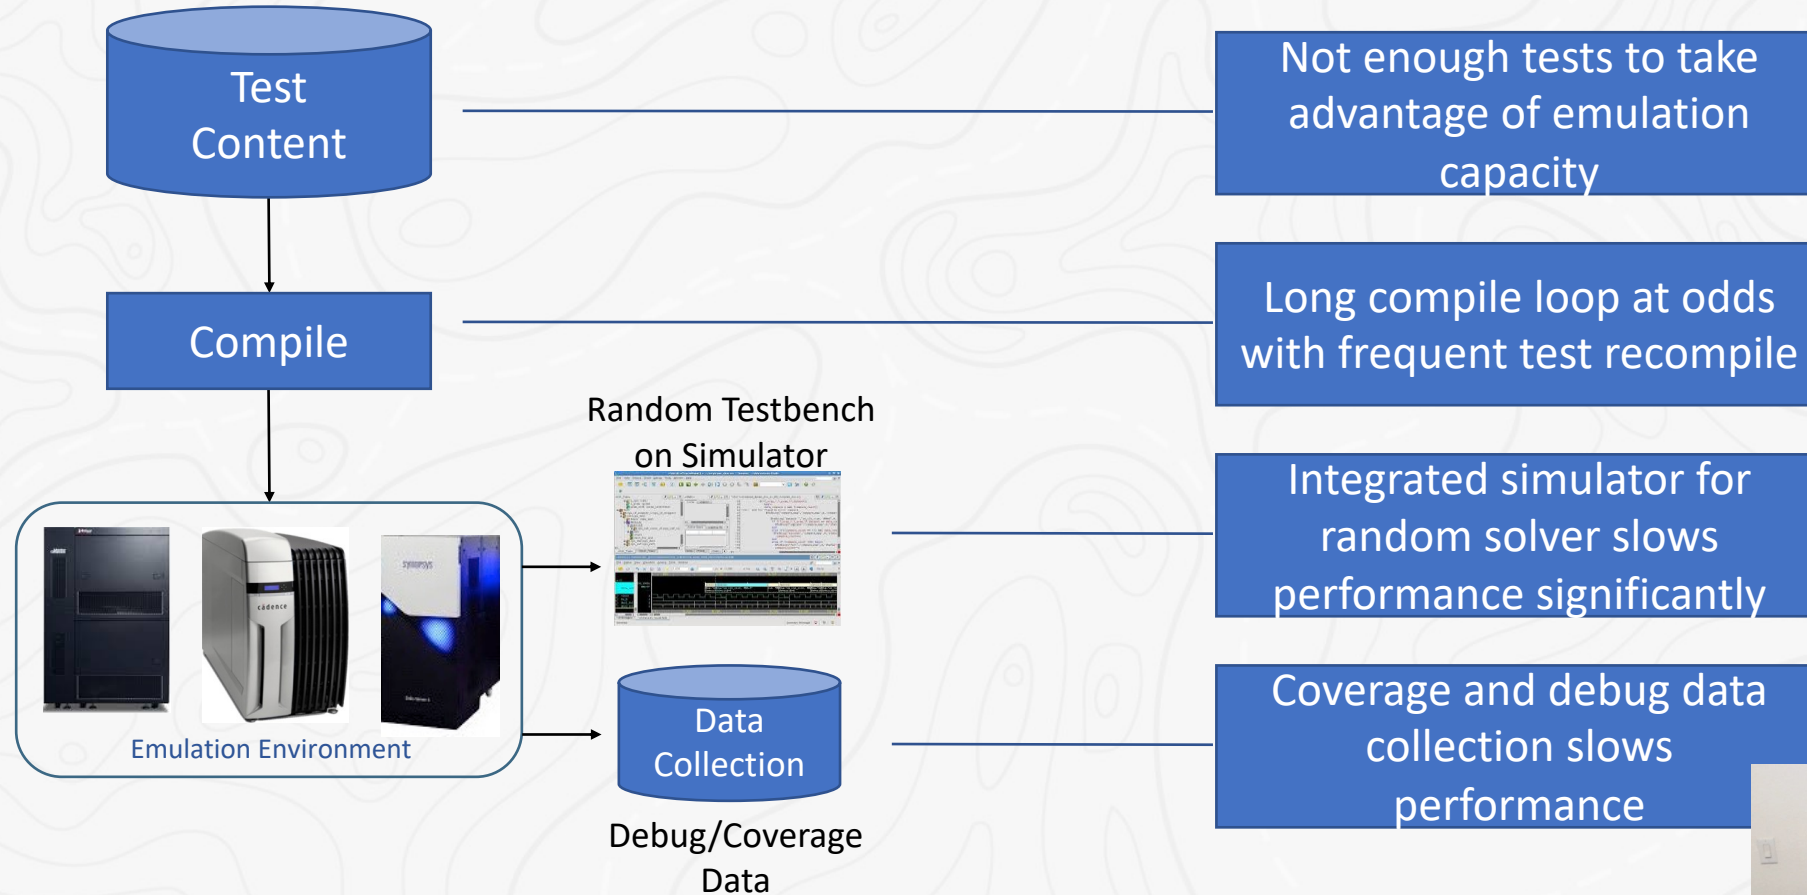 Test
Content
Not enough tests to take
advantage of emulation
capacity
Compile
Long compile loop at odds
with frequent test recompile
Random Testbench
on Simulator
Integrated simulator for
random solver slows
performance significantly
cādence
SYNOPSYS
Emulation Environment
Data
Collection
Debug/Coverage
Data
Coverage and debug data
collection slows
performance